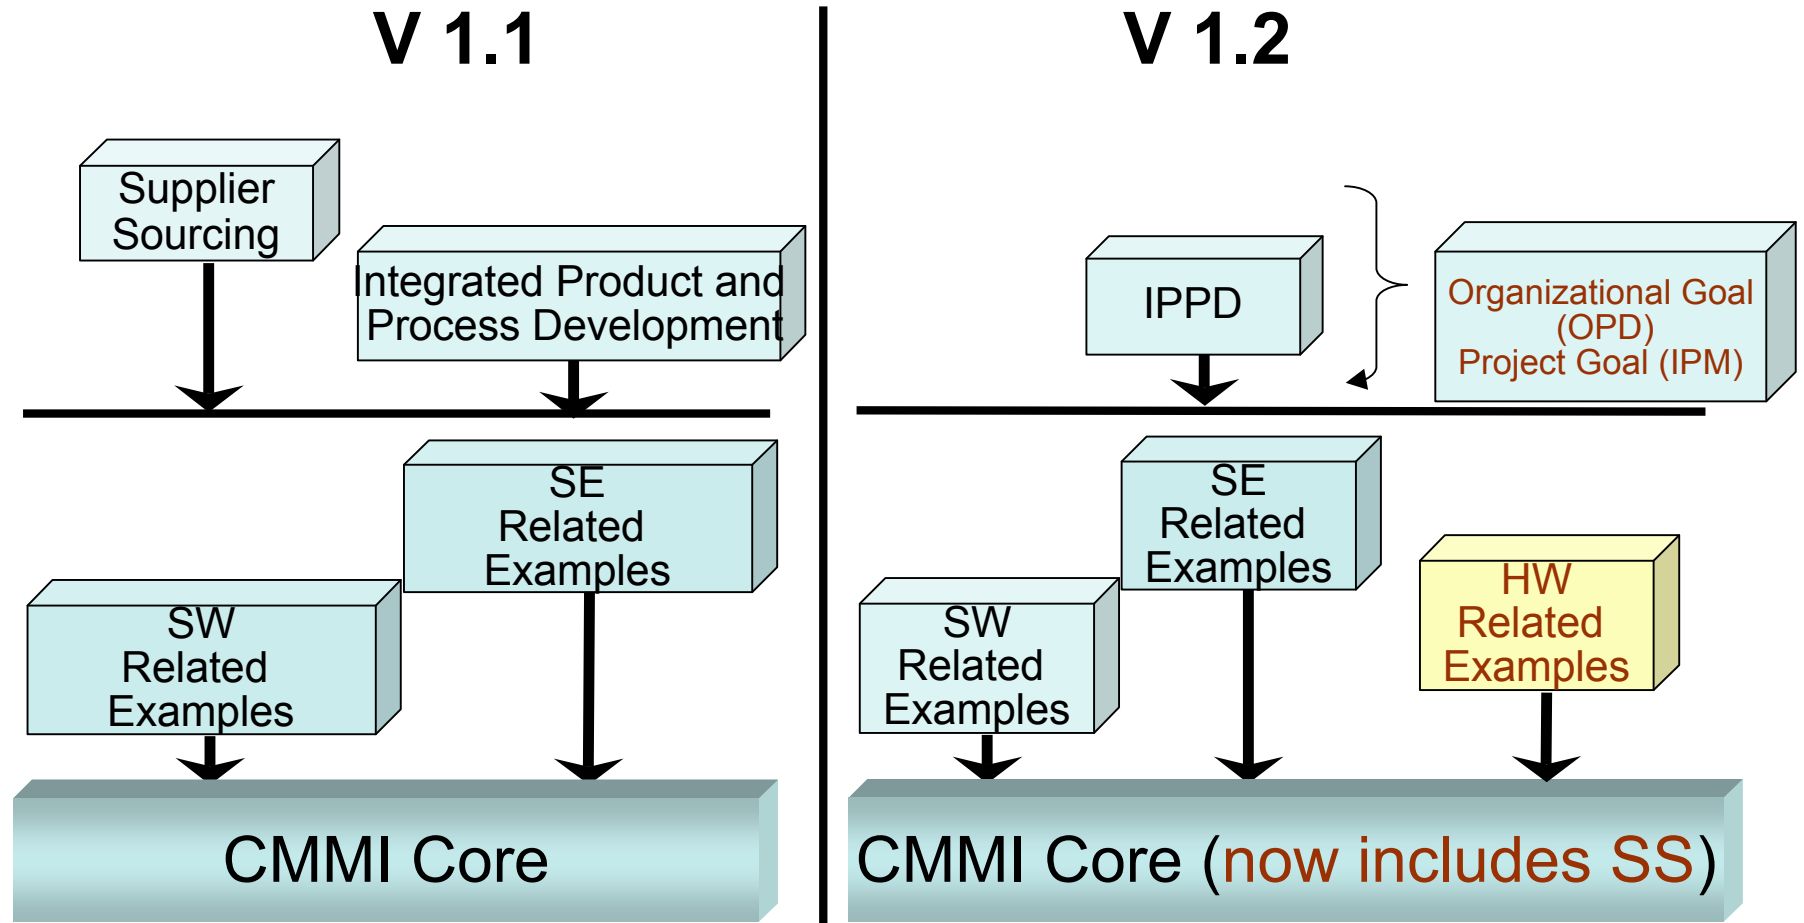 V 1.1
Supplier
Sourcing
Integrated Product and
Process Development
SE
Related
Examples
SW
Related
Examples
CMMI Core
V 1.2
IPPD
Organizational Goal
(OPD)
Project Goal (IPM)
SE
Related
Examples
SW
Related
Examples
HW
Related
Examples
CMMI Core (now includes SS)